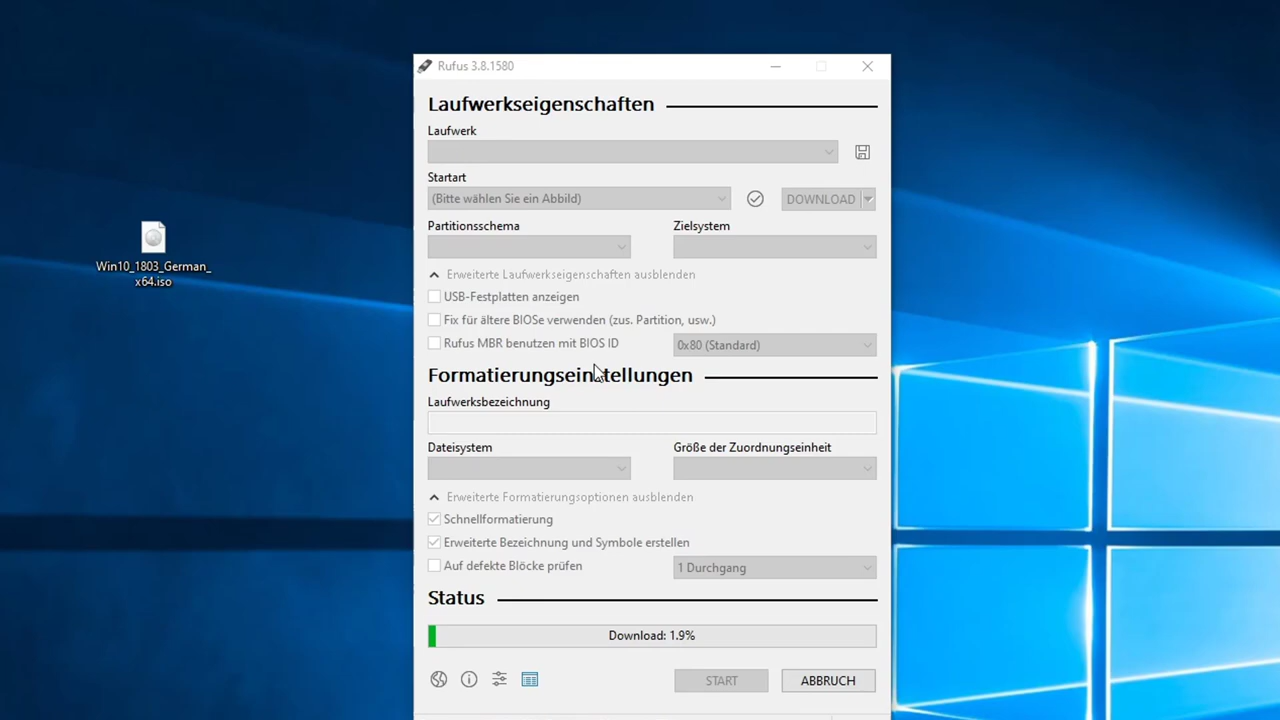 Rufus 3.8.1580
Laufwerkseigenschaften
Laufwerk
Startart
(Bitte wählen Sie ein Abbild)
DOWNLOAD
Partitionsschema
Zielsystem
Erweiterte Laufwerkseigenschaften ausblenden
USB-Festplatten anzeigen
Fix für ältere BIOSe verwenden (zus. Partition, usw.)
Rufus MBR benutzen mit BIOS ID
0x80 (Standard)
Formatierungseinstellungen
Laufwerksbezeichnung
Dateisystem
Größe der Zuordnungseinheit
Erweiterte Formatierungsoptionen ausblenden
Schnellformatierung
Erweiterte Bezeichnung und Symbole erstellen
Auf defekte Blöcke prüfen
1 Durchgang
Status
Download: 1.9%
START
ABBRUCH
Win10_1803_German_
x64.iso